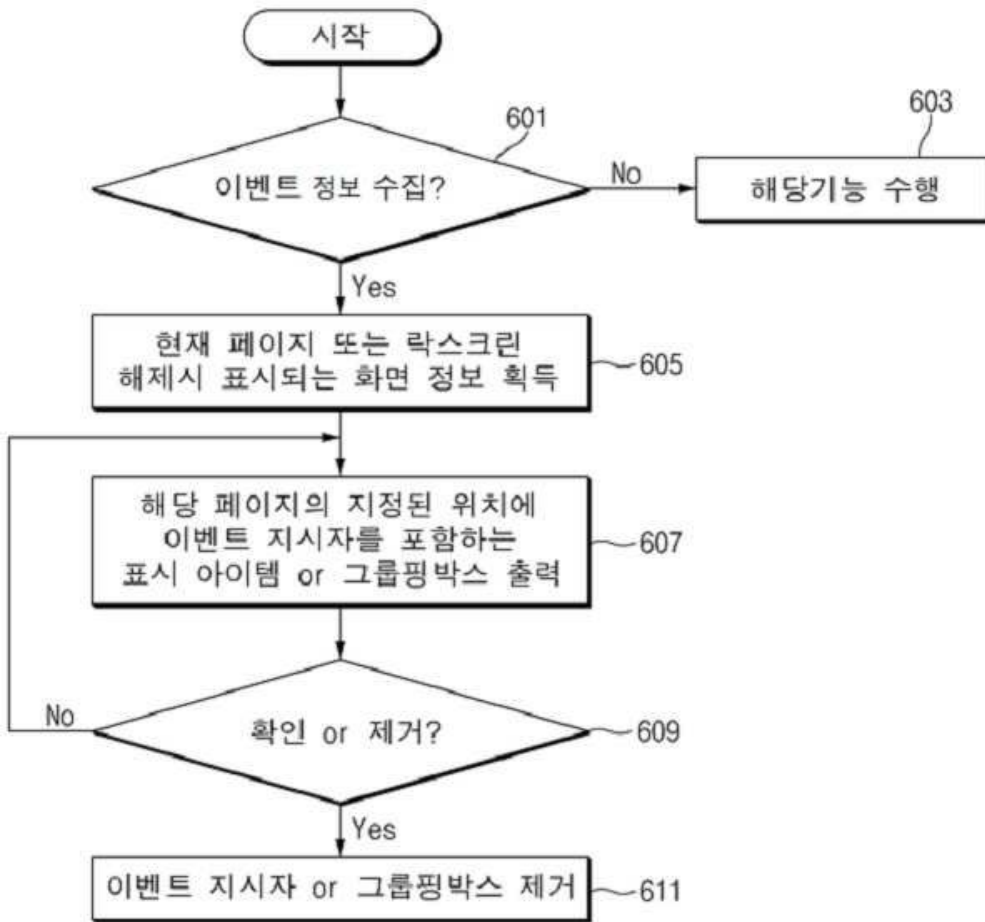 시작
601
이벤트 정보 수집?
No
603
해당기능 수행
Yes
현재 페이지 또는 락스크린
해제시 표시되는 화면 정보 획득
605
해당 페이지의 지정된 위치에
이벤트 지시자를 포함하는
표시 아이템 or 그룹핑박스 출력
607
No
확인 or 제거?
609
Yes
이벤트 지시자 or 그룹핑박스 제거
611